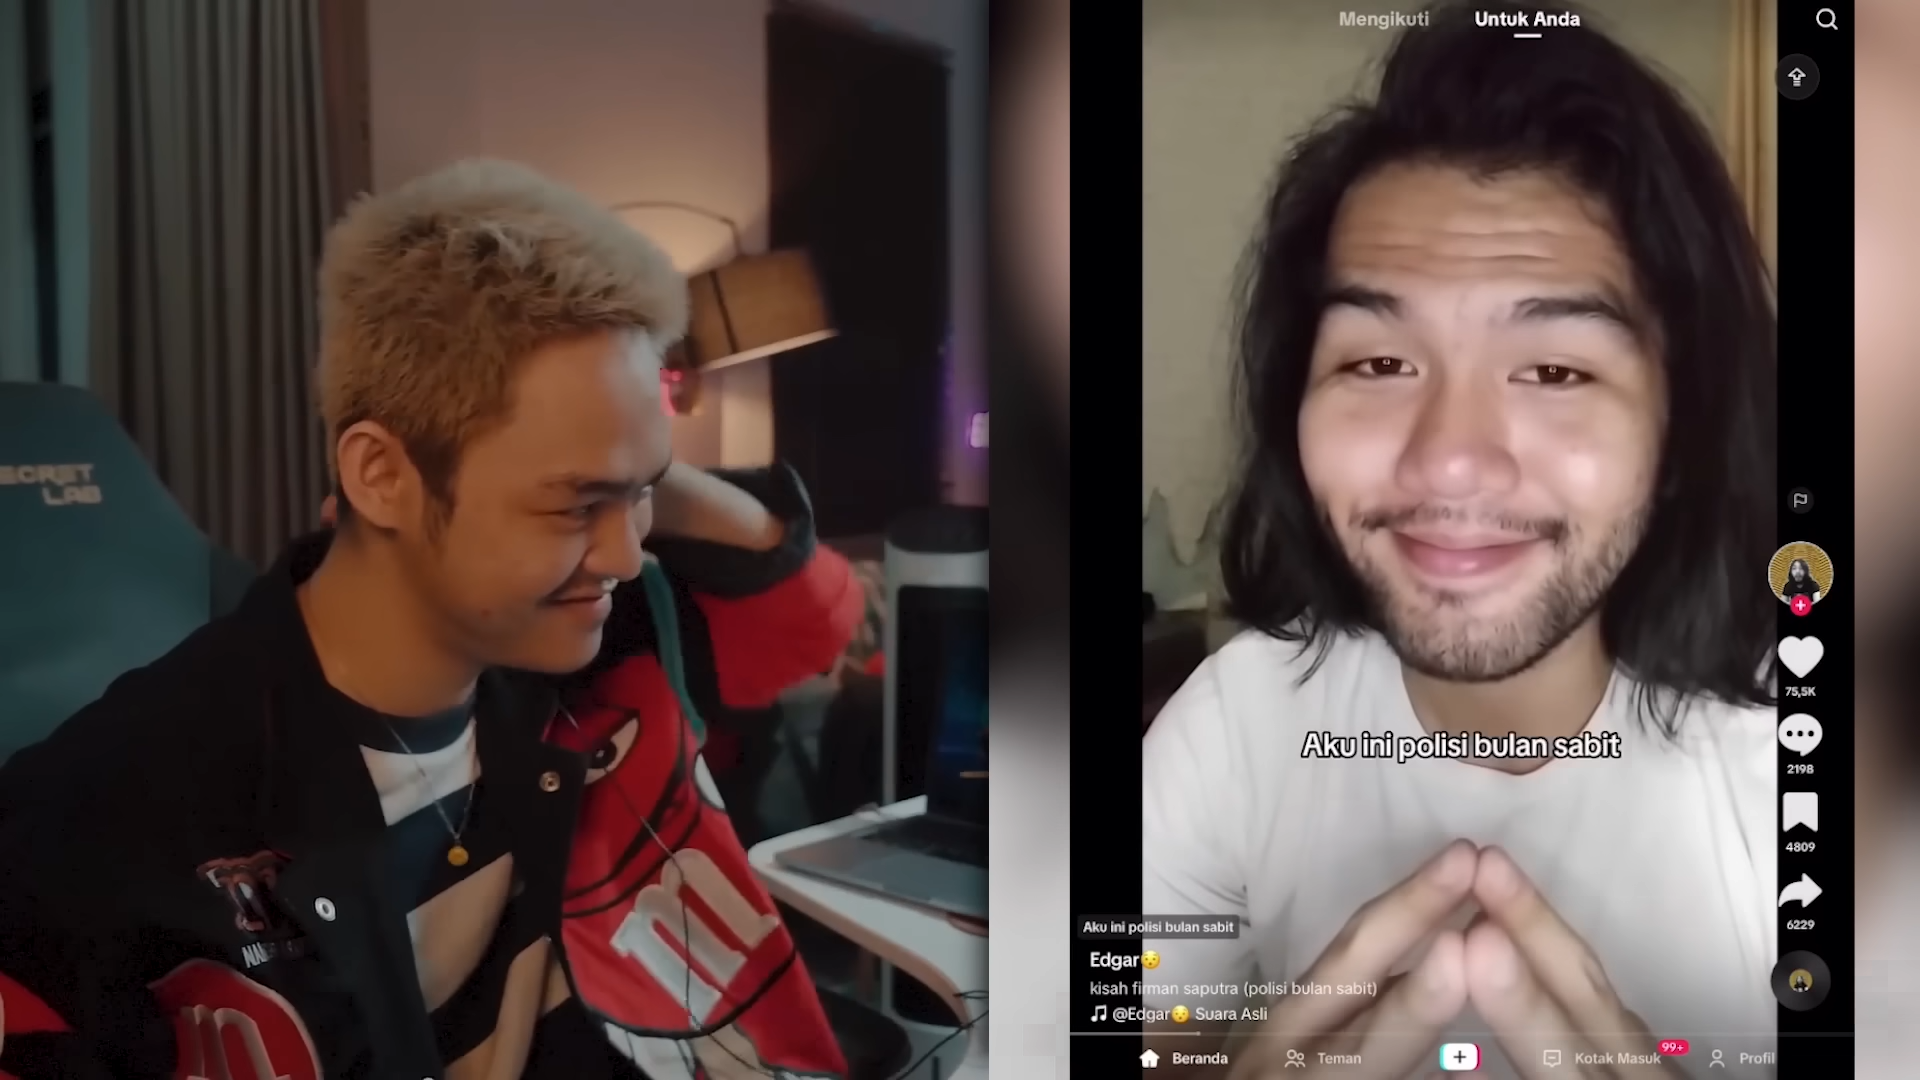 Mengikuti
Untuk Anda
ECRET
LAB
m
m
75,5K
Aku ini polisi bulan sabit
2198
4809
6229
Aku ini polisi bulan sabit
Edgar😴
kisah firman saputra (polisi bulan sabit)
@Edgar😴 Suara Asli
Beranda
Teman
Kotak Masuk
99+
Profil